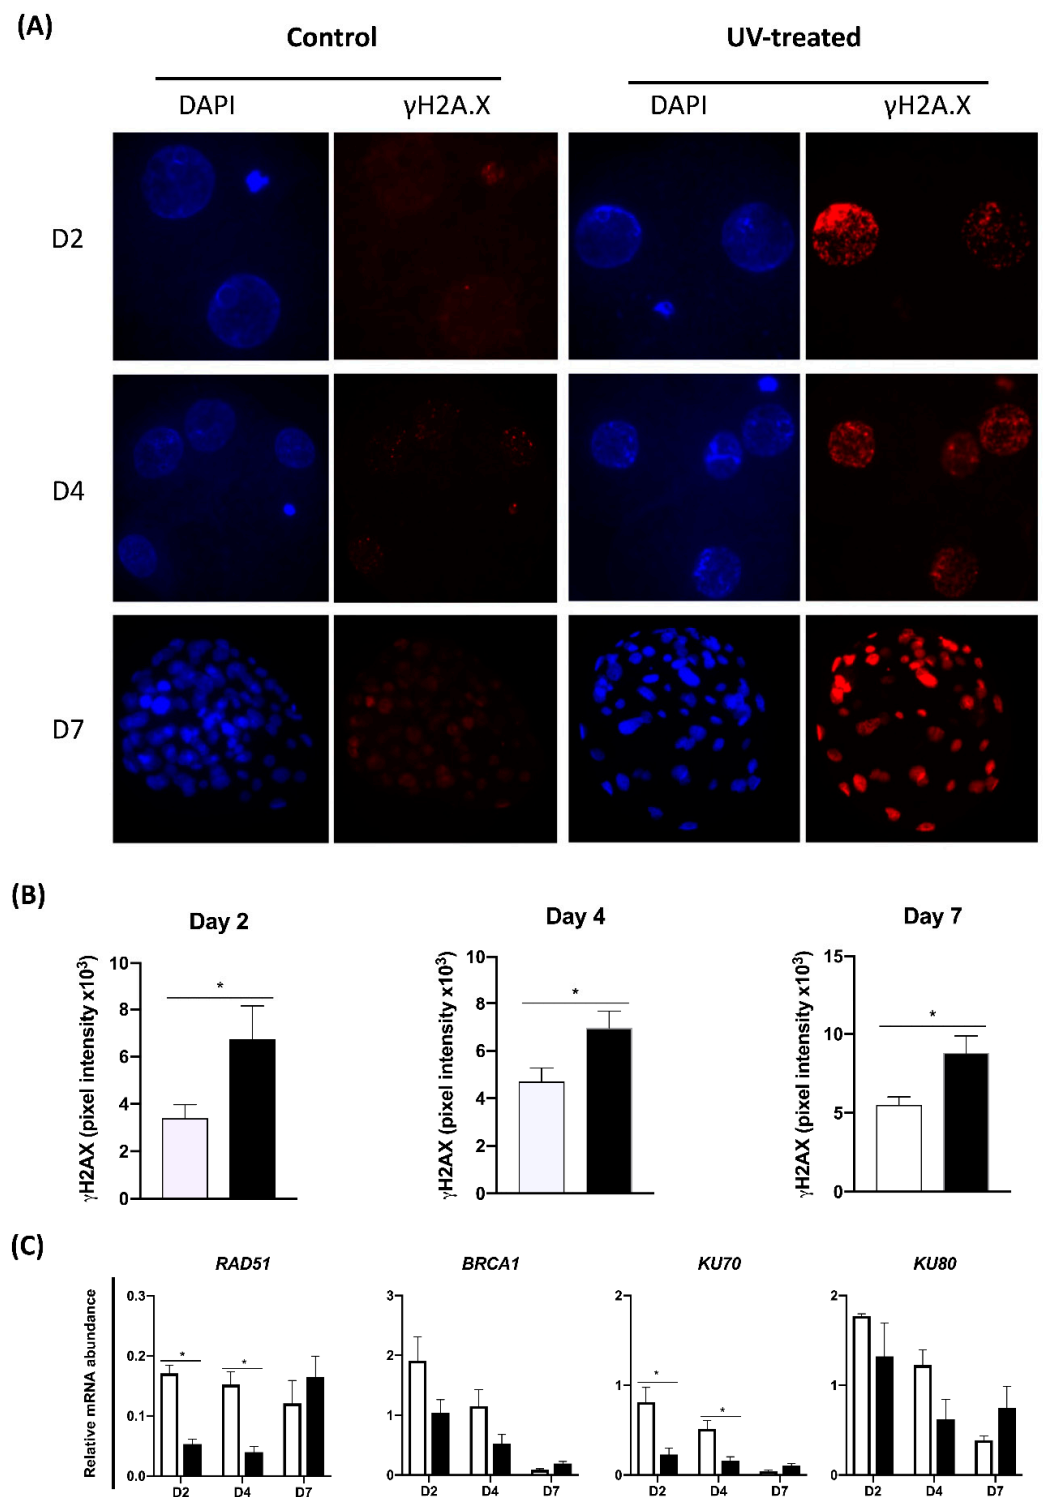 (A)
Control UV-treated
DAPI γH2A.X DAPI γH2A.X
D2
D4
D7
(B)
Day 2 Day 4 Day 7
γH2AX (pixel intensity x10³)
10
8
6
4
2
0
*
γH2AX (pixel intensity x10³)
10
8
6
4
2
0
*
γH2AX (pixel intensity x10³)
15
10
5
0
*
(C)
RAD51 BRCA1 KU70 KU80
Relative mRNA abundance
0.3
0.2
0.1
0.0
* *
D2 D4 D7
3
2
1
0
D2 D4 D7
2
1
0
* *
D2 D4 D7
2
1
0
D2 D4 D7